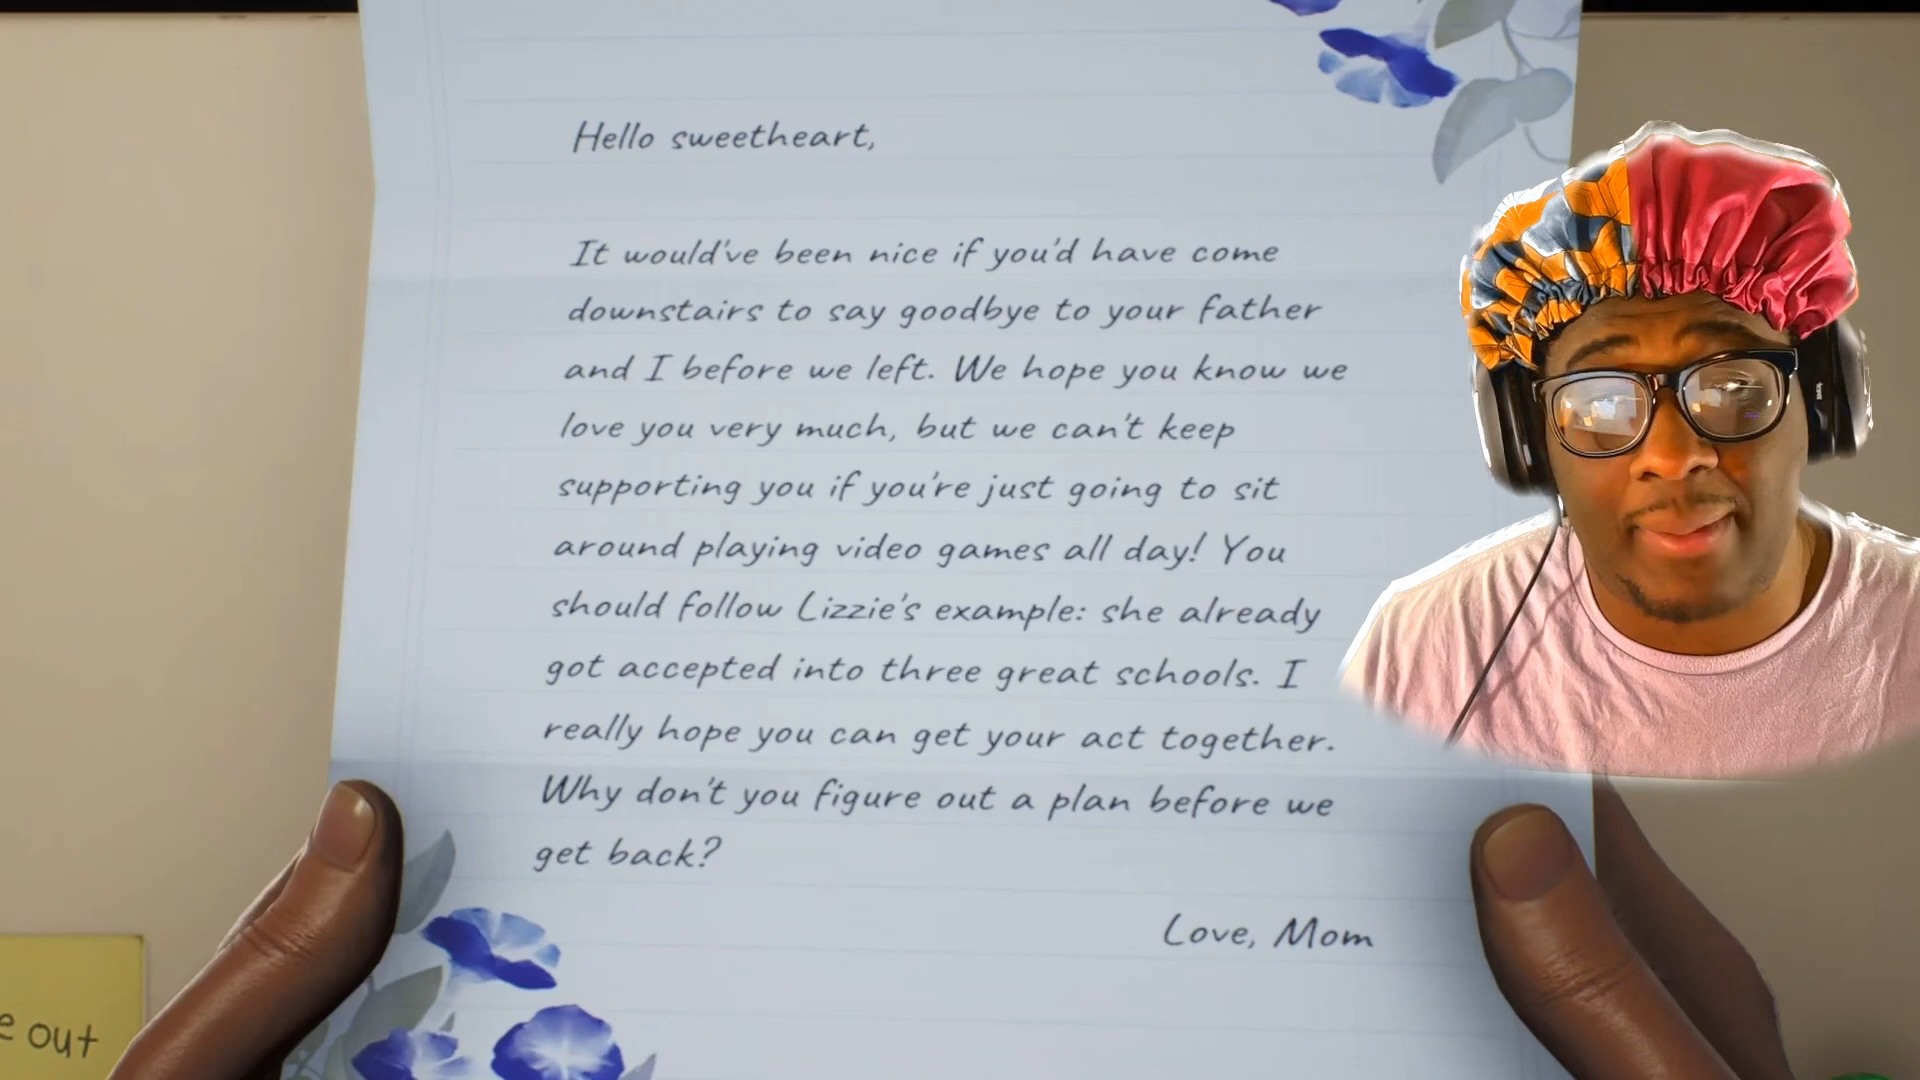 Hello sweetheart,
It would've been nice if you'd have come
downstairs to say goodbye to your father
and I before we left. We hope you know we
love you very much, but we can't keep
supporting you if you're just going to sit
around playing video games all day! You
should follow Lizzie's example: she already
got accepted into three great schools. I
really hope you can get your act together.
Why don't you figure out a plan before we
get back?
Love, Mom
e out